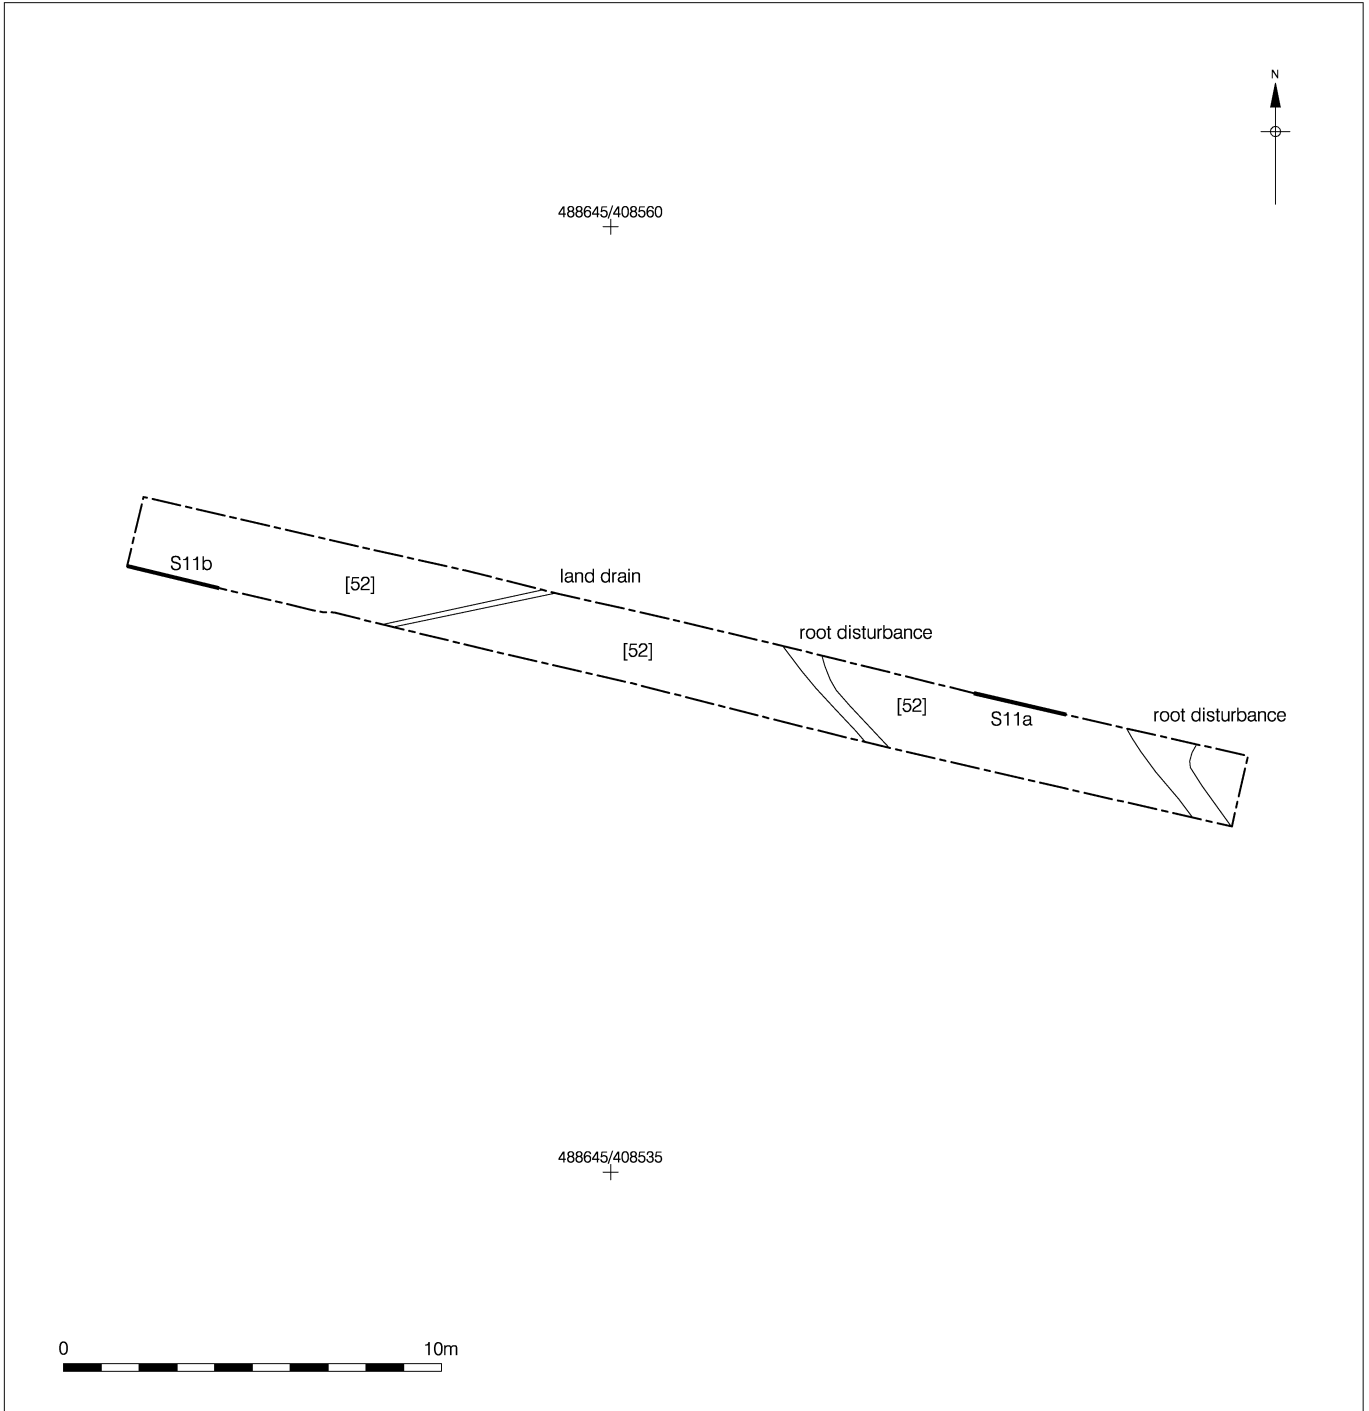 N
488645/408560
S11b
[52]
land drain
[52]
root disturbance
[52]
S11a
root disturbance
488645/408535
0 10m